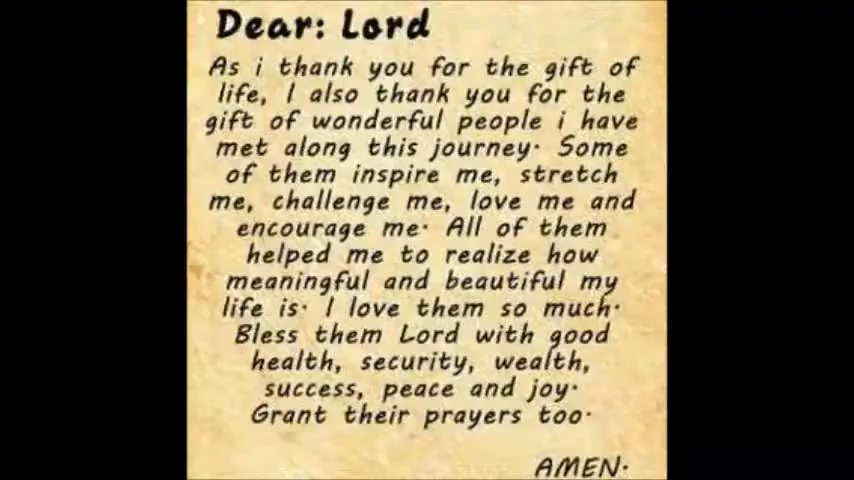 Dear: Lord
As i thank you for the gift of
life, I also thank you for the
gift of wonderful people i have
met along this journey. Some
of them inspire me, stretch
me, challenge me, love me and
encourage me. All of them
helped me to realize how
meaningful and beautiful my
life is. I love them so much.
Bless them Lord with good
health, security, wealth,
success, peace and joy.
Grant their prayers too.
AMEN.